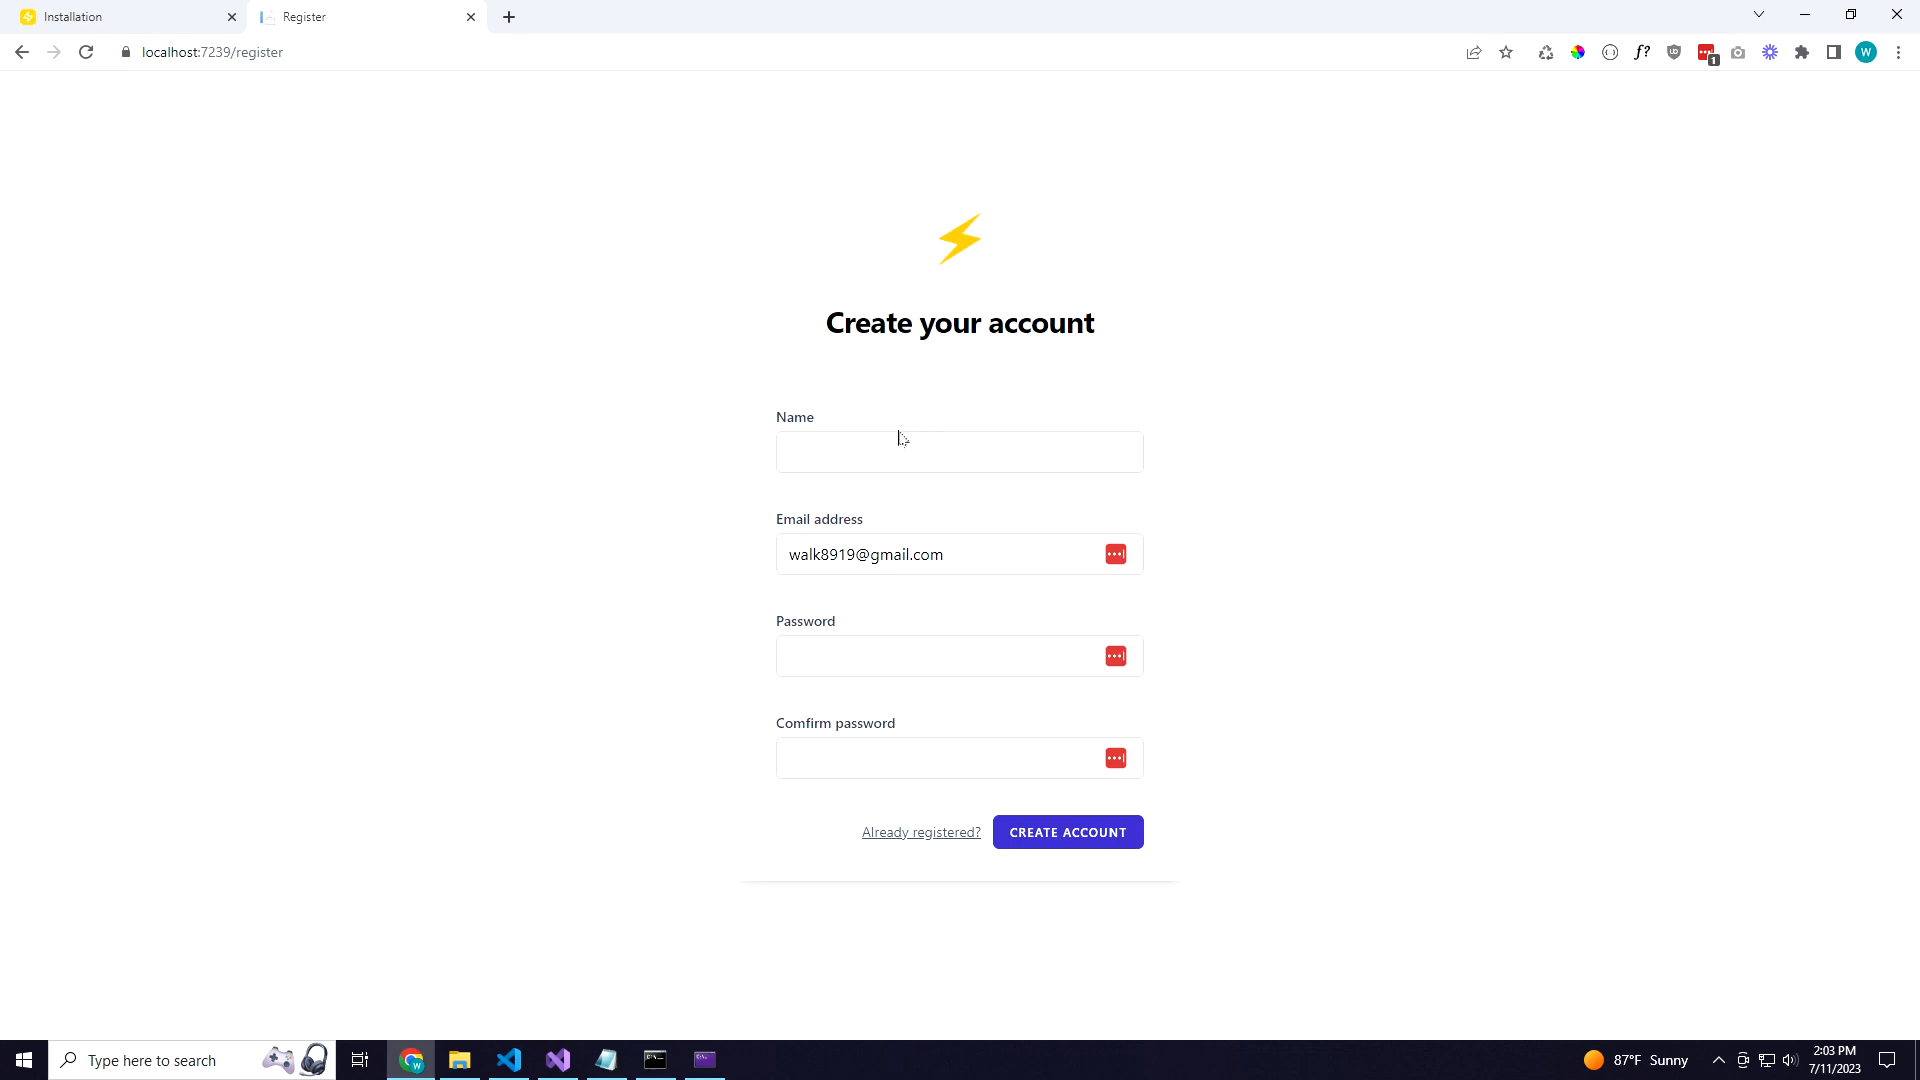 Installation
Register
localhost:7239/register
f?
1
W
Create your account
Name
Email address
walk8919@gmail.com
Password
Comfirm password
Already registered?
CREATE ACCOUNT
Type here to search
87°F Sunny
2:03 PM
7/11/2023